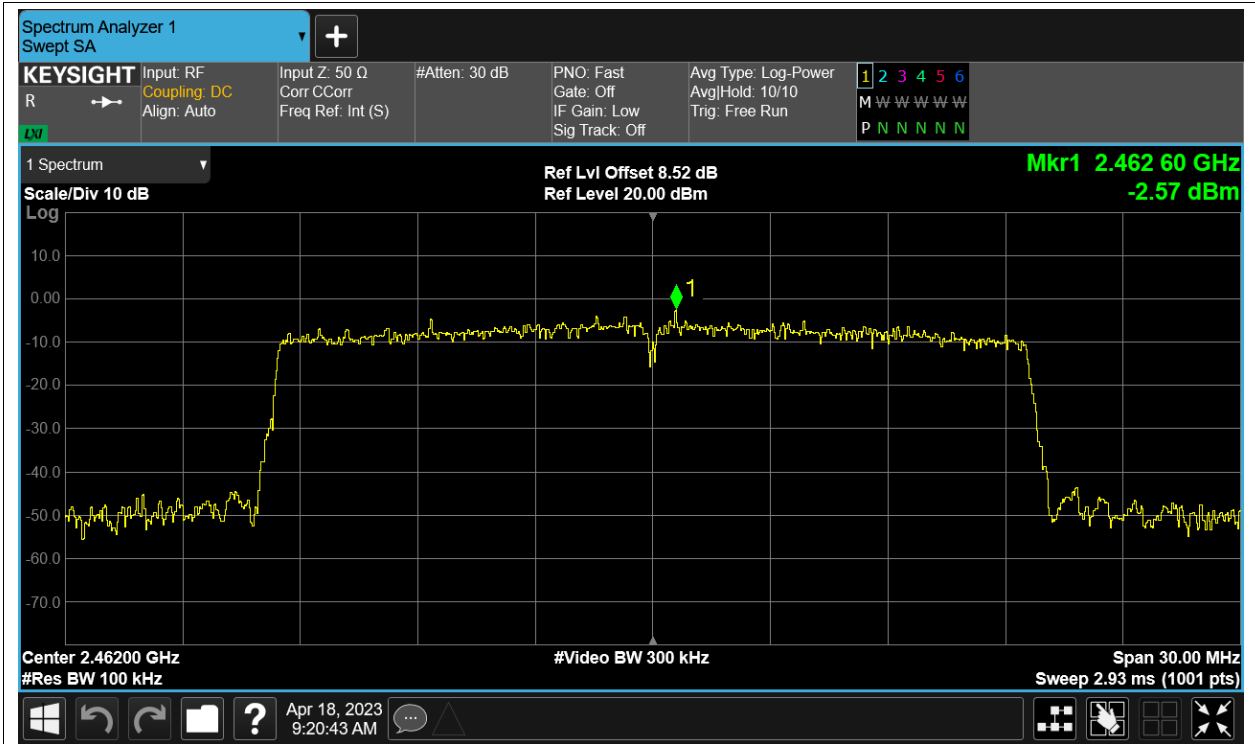 Spectrum Analyzer 1
Swept SA
KEYSIGHT
R
LXI
Input: RF
Coupling: DC
Align: Auto
Input Z: 50 Ω
Corr CCorr
Freq Ref: Int (S)
#Atten: 30 dB
PNO: Fast
Gate: Off
IF Gain: Low
Sig Track: Off
Avg Type: Log-Power
Avg|Hold: 10/10
Trig: Free Run
1 2 3 4 5 6
M W W W W W
P N N N N N
1 Spectrum
Scale/Div 10 dB
Log
Ref Lvl Offset 8.52 dB
Ref Level 20.00 dBm
Mkr1 2.462 60 GHz
-2.57 dBm
1
10.0
0.00
-10.0
-20.0
-30.0
-40.0
-50.0
-60.0
-70.0
Center 2.46200 GHz
#Res BW 100 kHz
#Video BW 300 kHz
Span 30.00 MHz
Sweep 2.93 ms (1001 pts)
?
Apr 18, 2023
9:20:43 AM